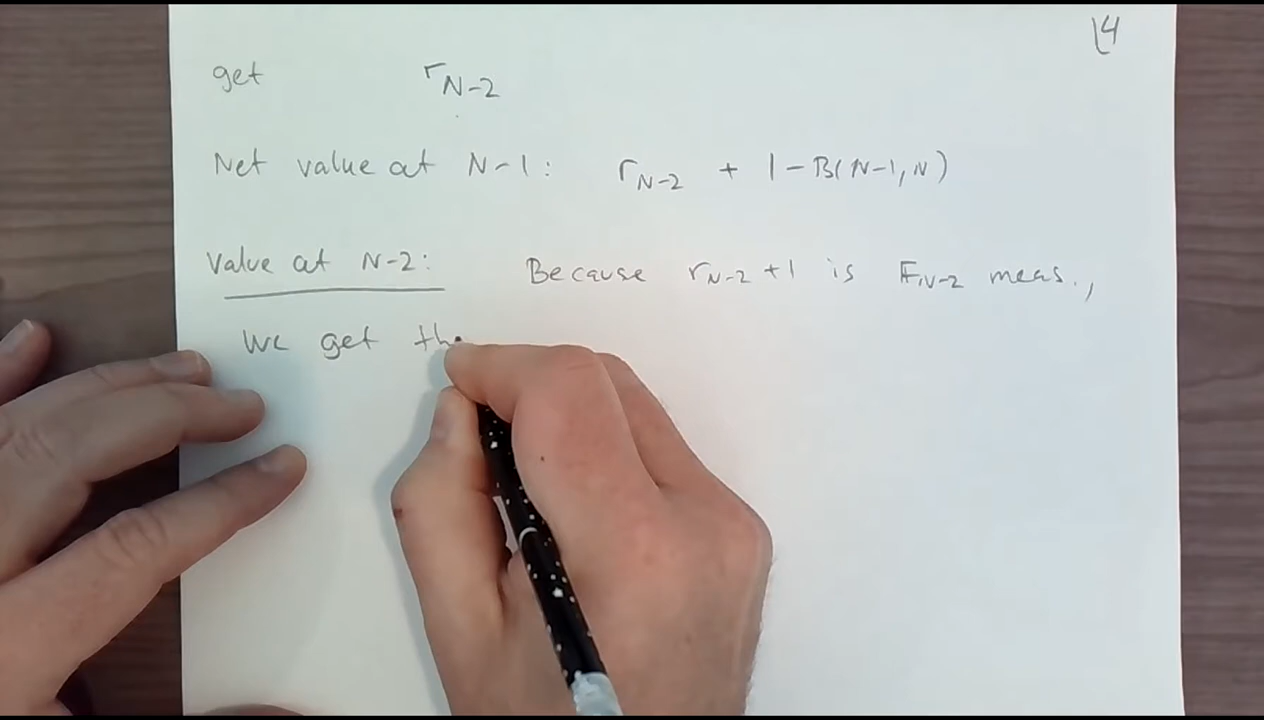 14
get r_{N-2}
Net value at N-1: r_{N-2} + 1 - B(N-1, N)
Value at N-2: Because r_{N-2} + 1 is F_{N-2} meas.,
We get th